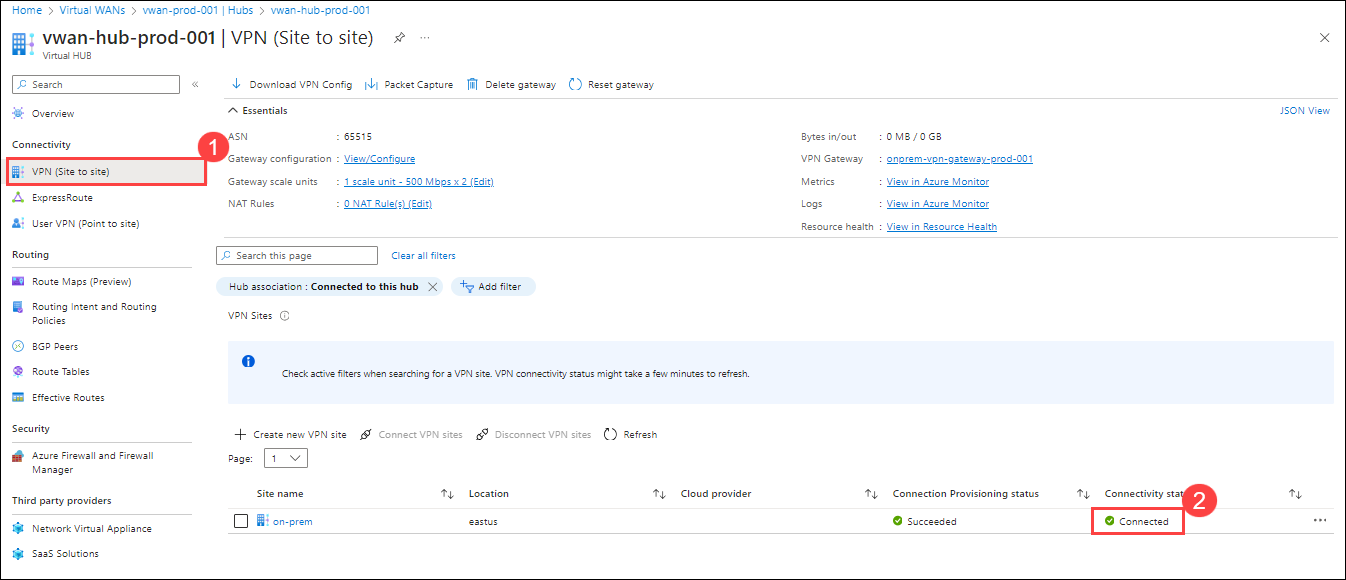 Home > Virtual WANs > vwan-prod-001 | Hubs > vwan-hub-prod-001
vwan-hub-prod-001 | VPN (Site to site) ...
Virtual HUB
Search «
Overview
Connectivity
1
VPN (Site to site)
ExpressRoute
User VPN (Point to site)
Routing
Route Maps (Preview)
Routing Intent and Routing
Policies
BGP Peers
Route Tables
Effective Routes
Security
Azure Firewall and Firewall
Manager
Third party providers
Network Virtual Appliance
SaaS Solutions
Download VPN Config Packet Capture Delete gateway Reset gateway
Essentials JSON View
ASN : 65515
Gateway configuration : View/Configure
Gateway scale units : 1 scale unit - 500 Mbps x 2 (Edit)
NAT Rules : 0 NAT Rule(s) (Edit)
Bytes in/out : 0 MB / 0 GB
VPN Gateway : onprem-vpn-gateway-prod-001
Metrics : View in Azure Monitor
Logs : View in Azure Monitor
Resource health : View in Resource Health
Search this page Clear all filters
Hub association : Connected to this hub Add filter
VPN Sites
Check active filters when searching for a VPN site. VPN connectivity status might take a few minutes to refresh.
Create new VPN site Connect VPN sites Disconnect VPN sites Refresh
Page: 1
Site name Location Cloud provider Connection Provisioning status Connectivity sta
2
on-prem eastus Succeeded Connected ...